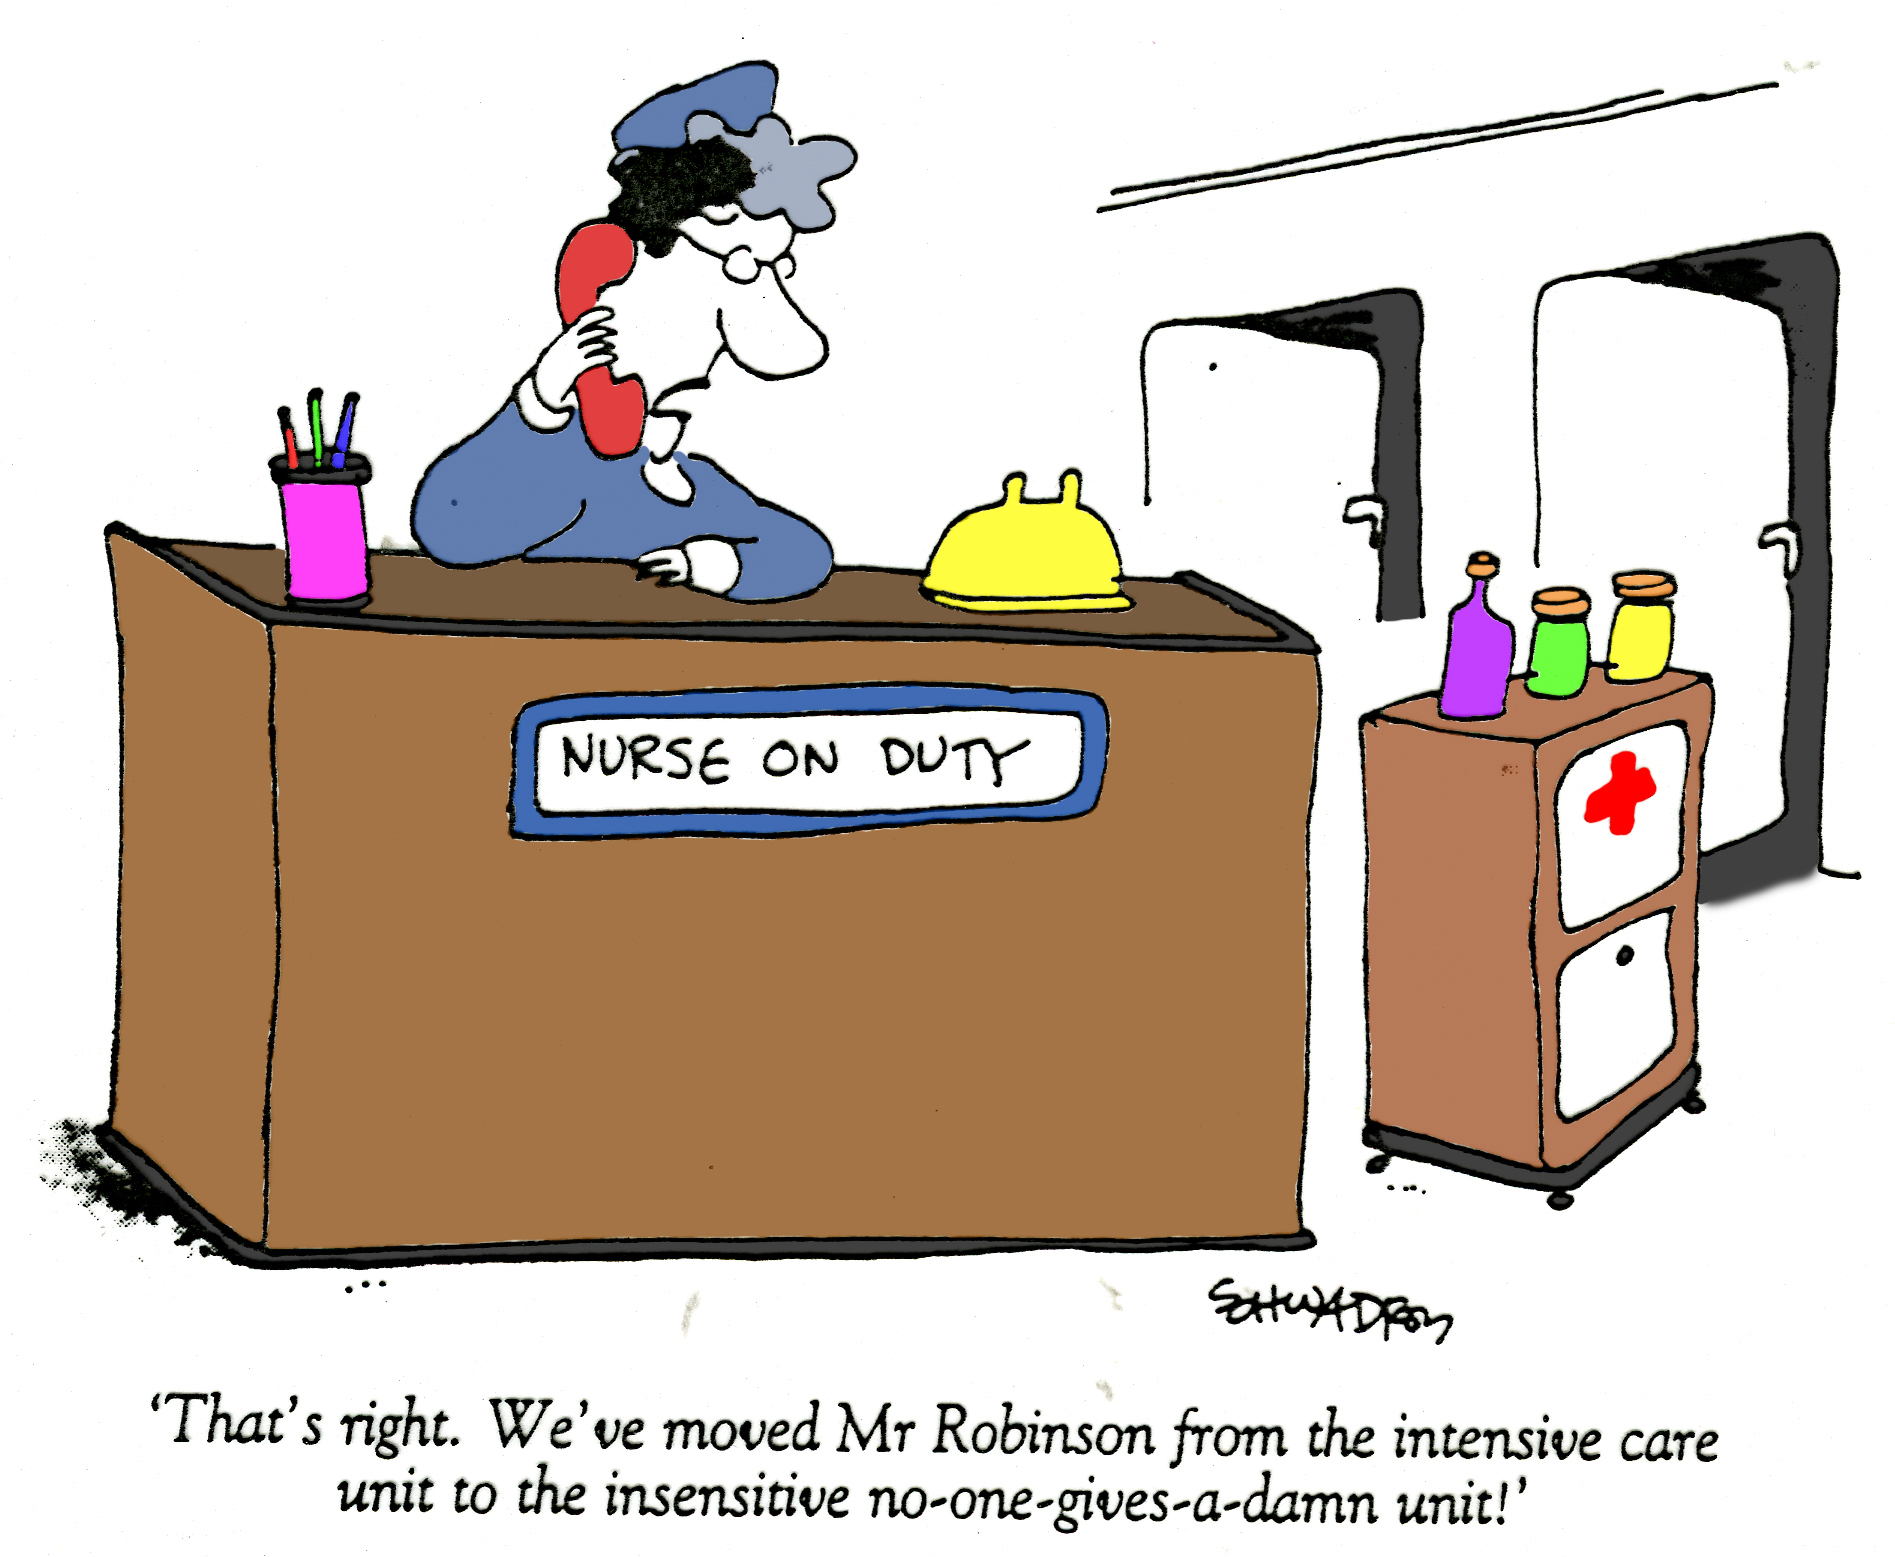 NURSE ON DUTY
SCHWADRON
‘That’s right. We’ve moved Mr Robinson from the intensive care
unit to the insensitive no-one-gives-a-damn unit!’